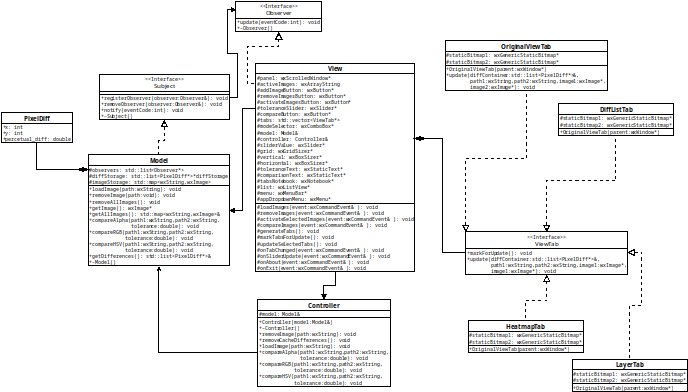 <<Interface>>
Observer
+update(eventCode:int): void
+~Observer()
<<Interface>>
Subject
+registerObserver(observer:Observer&): void
+removeObserver(observer:Observer&): void
+notify(eventCode:int): void
+~Subject()
PixelDiff
+x: int
+y: int
+perceptual_diff: double
Model
#observers: std::list<Observer*>
#diffStorage: std::list<PixelDiff>*diffStorage
#imageStorage: std::map<wxString,wxImage>
+loadImage(path:wxString): void
+removeImage(path:void): void
+removeAllImages(): void
+getImage(): wxImage*
+getAllImages(): std::map<wxString,wxImage>&
+compareAlpha(path1:wxString,path2:wxString,
tolerance:double): void
+compareRGB(path1:wxString,path2:wxString,
tolerance:double): void
+compareHSV(path1:wxString,path2:wxString,
tolerance:double): void
+getDifferences(): std::list<PixelDiff>&
+~Model()
View
#panel: wxScrolledWindow*
#activeImages: wxArrayString
#addImageButton: wxButton*
#removeImagesButton: wxButton*
#activateImagesButton: wxButton*
#toleranceSlider: wxSlider*
#compareButton: wxButton*
#tabs: std::vector<ViewTab*>
#modeSelector: wxComboBox*
#model: Model&
#controller: Controller&
#sliderValue: wxSlider*
#grid: wxGridSizer*
#vertical: wxBoxSizer*
#horizontal: wxBoxSizer*
#toleranceText: wxStaticText*
#comparisonText: wxStaticText*
#tabsNotebook: wxNotebook*
#list: wxListView*
#menu: wxMenuBar*
#appDropdownMenu: wxMenu*
#loadImages(event:wxCommandEvent& ): void
#removeImages(event:wxCommandEvent& ): void
#activateSelectedImages(event:wxCommandEvent& ): void
#compareImages(event:wxCommandEvent& ): void
#generateTabs(): void
#markTabForUpdate(): void
#updateSelectedTabs(): void
#onTabChanged(event:wxCommandEvent& ): void
#onSlidedUpdate(event:wxCommandEvent& ): void
#onAbout(event:wxCommandEvent& ): void
#onExit(event:wxCommandEvent& ): void
Controller
#model: Model&
+Controller(model:Model&)
+~Controller()
+removeImage(path:wxString): void
+removeCacheDifferences(): void
+loadImage(path:wxString): void
+compareAlpha(path1:wxString,path2:wxString,
tolerance:double): void
+compareRGB(path1:wxString,path2:wxString,
tolerance:double): void
+compareHSV(path1:wxString,path2:wxString,
tolerance:double): void
OriginalViewTab
#staticBitmap1: wxGenericStaticBitmap*
#staticBitmap2: wxGenericStaticBitmap*
+OriginalViewTab(parent:wxWindow*)
+update(diffContainer:std::list<PixelDiff>*&,
path1:wxString,path2:wxString,image1:wxImage*,
image2:wxImage*): void
DiffListTab
#staticBitmap1: wxGenericStaticBitmap*
#staticBitmap2: wxGenericStaticBitmap*
+OriginalViewTab(parent:wxWindow*)
<<Interface>>
ViewTab
+markForUpdate(): void
+update(diffContainer:std::list<PixelDiff>*&,
path1:wxString,path2:wxString,image1:wxImage*,
image1:wxImage*): void
HeatmapTab
#staticBitmap1: wxGenericStaticBitmap*
#staticBitmap2: wxGenericStaticBitmap*
+OriginalViewTab(parent:wxWindow*)
LayerTab
#staticBitmap1: wxGenericStaticBitmap*
#staticBitmap2: wxGenericStaticBitmap*
+OriginalViewTab(parent:wxWindow*)